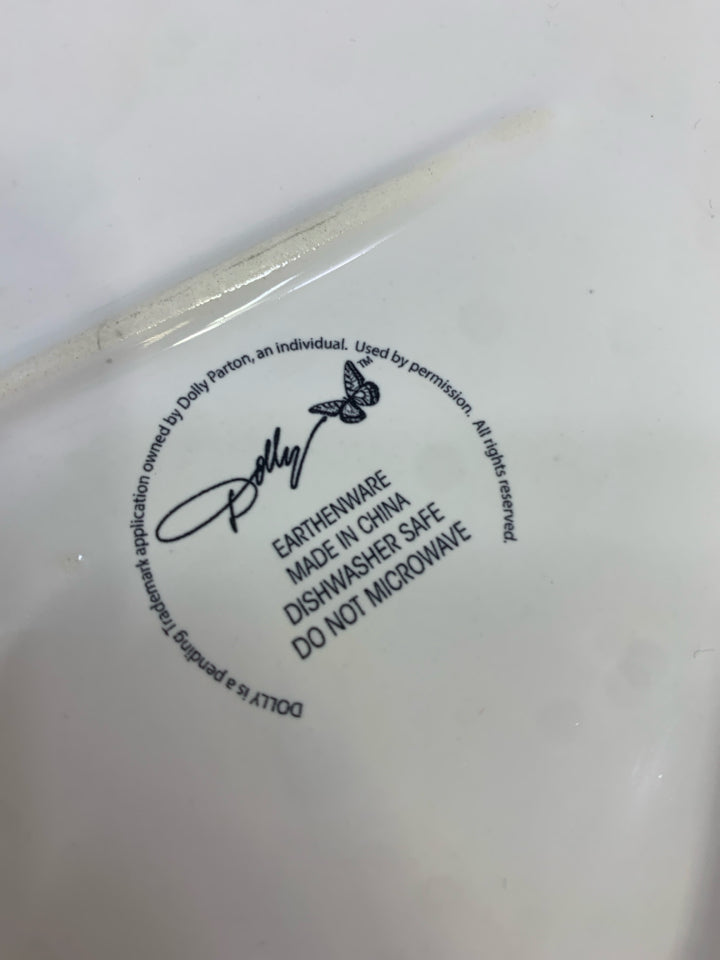 DOLLY is a pending Trademark application owned by Dolly Parton, an individual. Used by permission. All rights reserved.
Dolly TM
EARTHENWARE
MADE IN CHINA
DISHWASHER SAFE
DO NOT MICROWAVE